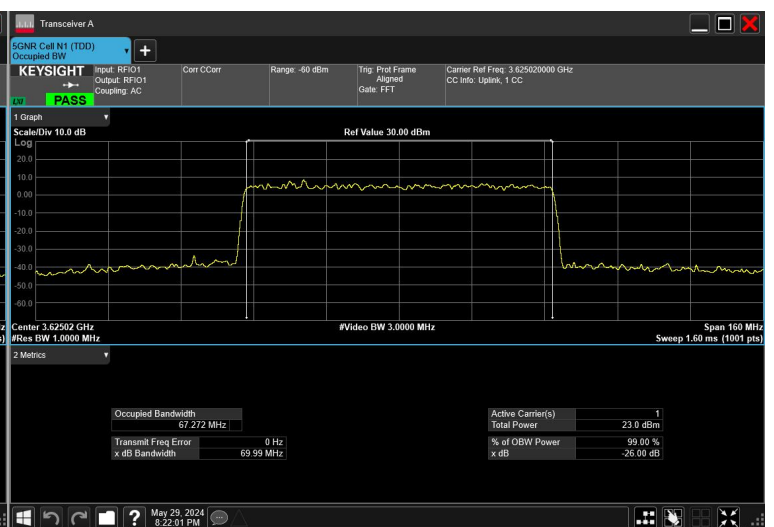 Transceiver A
5GNR Cell N1 (TDD)
Occupied BW
KEYSIGHT
Input: RFIO1
Output: RFIO1
Coupling: AC
Corr CCorr
Range: -60 dBm
Trig: Prot Frame
Aligned
Gate: FFT
Carrier Ref Freq: 3.625020000 GHz
CC Info: Uplink, 1 CC
LXI
PASS
1 Graph
Scale/Div 10.0 dB
Ref Value 30.00 dBm
Log
20.0
10.0
0.00
-10.0
-20.0
-30.0
-40.0
-50.0
-60.0
z Center 3.62502 GHz
#Video BW 3.0000 MHz
Span 160 MHz
s) #Res BW 1.0000 MHz
Sweep 1.60 ms (1001 pts)
2 Metrics
Occupied Bandwidth
67.272 MHz
Transmit Freq Error 0 Hz
x dB Bandwidth 69.99 MHz
Active Carrier(s) 1
Total Power 23.0 dBm
% of OBW Power 99.00 %
x dB -26.00 dB
?
May 29, 2024
8:22:01 PM